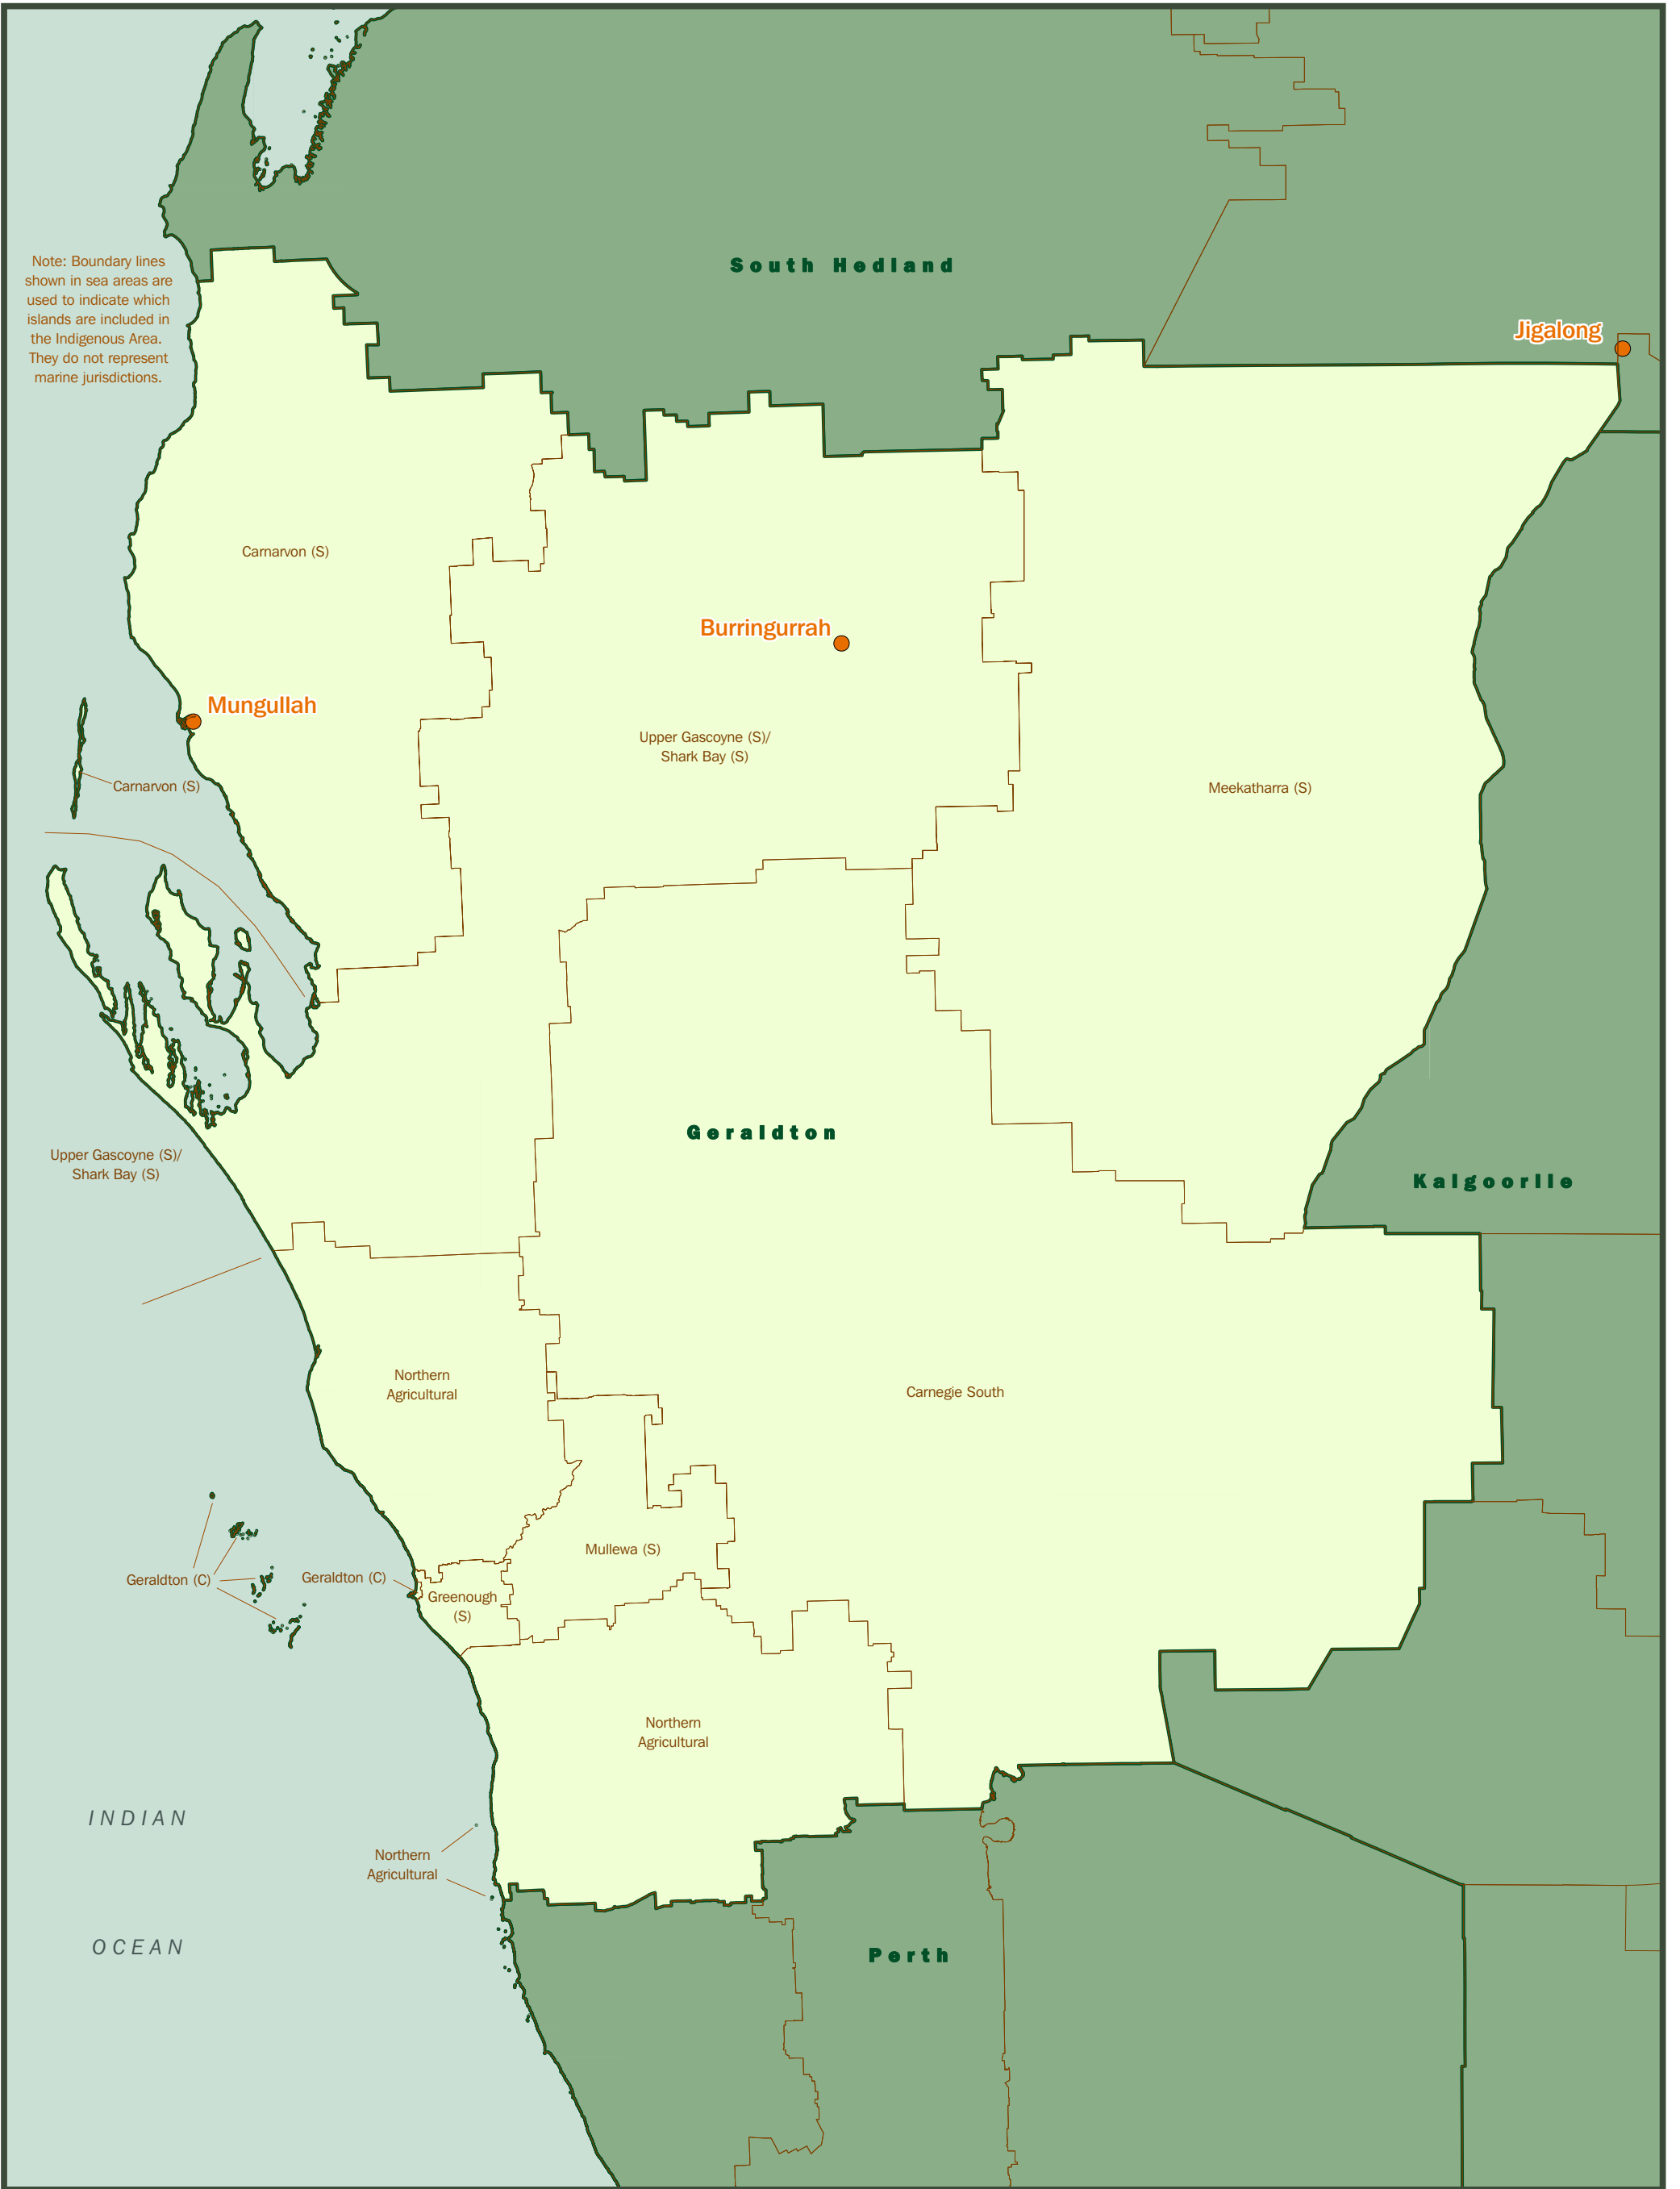 South Hedland
Note: Boundary lines
shown in sea areas are
used to indicate which
islands are included in
the Indigenous Area.
They do not represent
marine jurisdictions.
Jigalong
Carnarvon (S)
Burringurrah
Mungullah
Upper Gascoyne (S)/
Shark Bay (S)
Carnarvon (S)
Meekatharra (S)
Geraldton
Upper Gascoyne (S)/
Shark Bay (S)
Kalgoorlie
Northern
Agricultural
Carnegie South
Mullewa (S)
Geraldton (C)
Geraldton (C)
Greenough
(S)
Northern
Agricultural
INDIAN
Northern
Agricultural
OCEAN
Perth